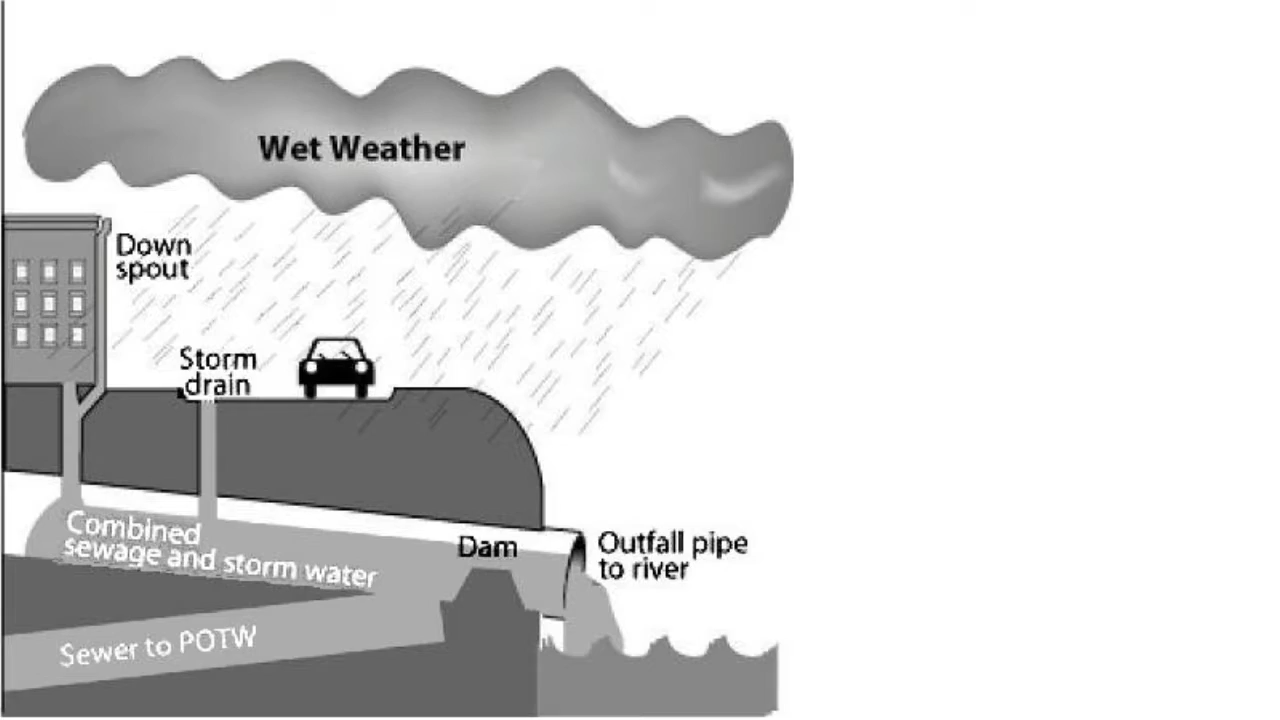 Wet Weather
Down
spout
Storm
drain
Combined
sewage and storm water
Dam
Outfall pipe
to river
Sewer to POTW